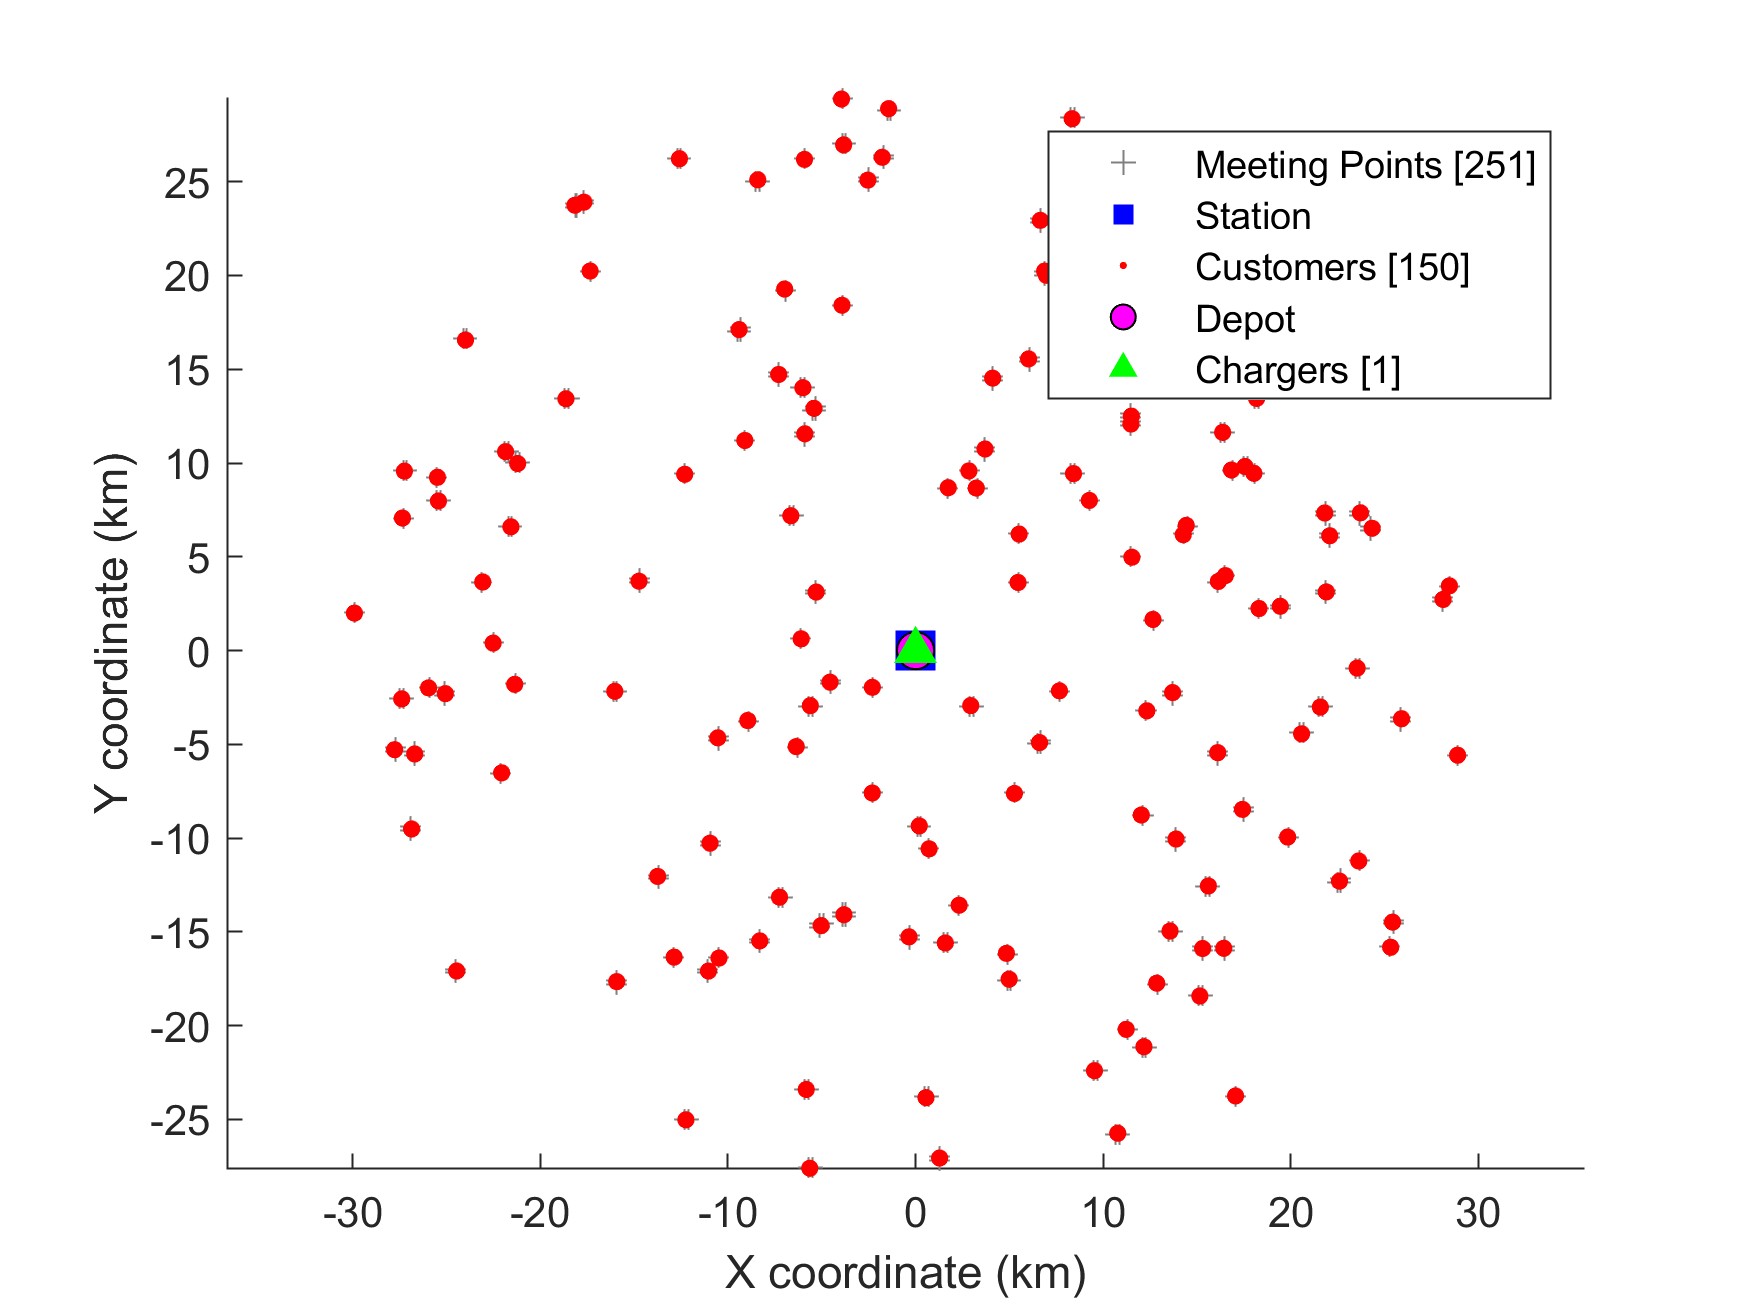 Meeting Points [251]
Station
Customers [150]
Depot
Chargers [1]
25
20
15
10
5
0
-5
-10
-15
-20
-25
Y coordinate (km)
-30 -20 -10 0 10 20 30
X coordinate (km)